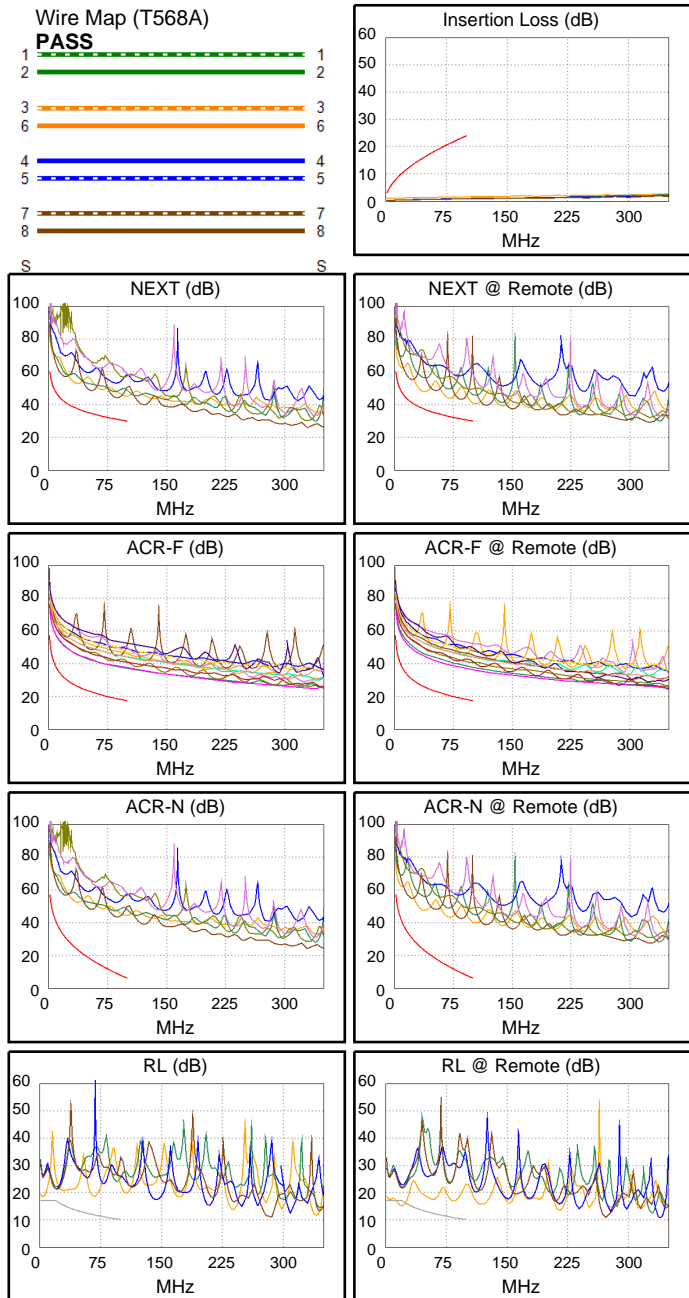 Wire Map (T568A)
PASS
1 1
2 2
3 3
6 6
4 4
5 5
7 7
8 8
S S
Insertion Loss (dB)
60
50
40
30
20
10
0
0 75 150 225 300
MHz
NEXT (dB)
100
80
60
40
20
0
0 75 150 225 300
MHz
NEXT @ Remote (dB)
100
80
60
40
20
0
0 75 150 225 300
MHz
ACR-F (dB)
100
80
60
40
20
0
0 75 150 225 300
MHz
ACR-F @ Remote (dB)
100
80
60
40
20
0
0 75 150 225 300
MHz
ACR-N (dB)
100
80
60
40
20
0
0 75 150 225 300
MHz
ACR-N @ Remote (dB)
100
80
60
40
20
0
0 75 150 225 300
MHz
RL (dB)
60
50
40
30
20
10
0
0 75 150 225 300
MHz
RL @ Remote (dB)
60
50
40
30
20
10
0
0 75 150 225 300
MHz